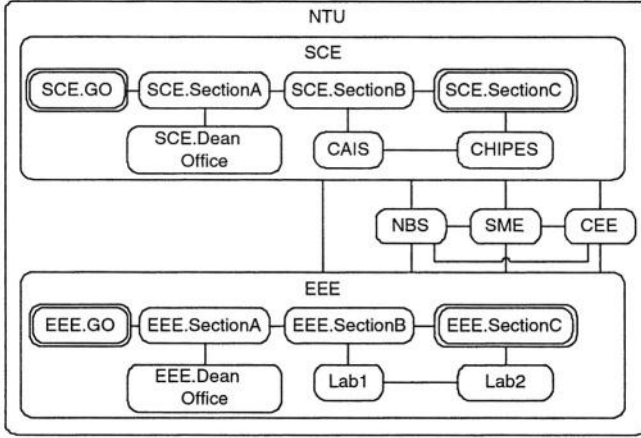 NTU
SCE
SCE.GO
SCE.SectionA
SCE.SectionB
SCE.SectionC
SCE.Dean
Office
CAIS
CHIPES
NBS
SME
CEE
EEE
EEE.GO
EEE.SectionA
EEE.SectionB
EEE.SectionC
EEE.Dean
Office
Lab1
Lab2